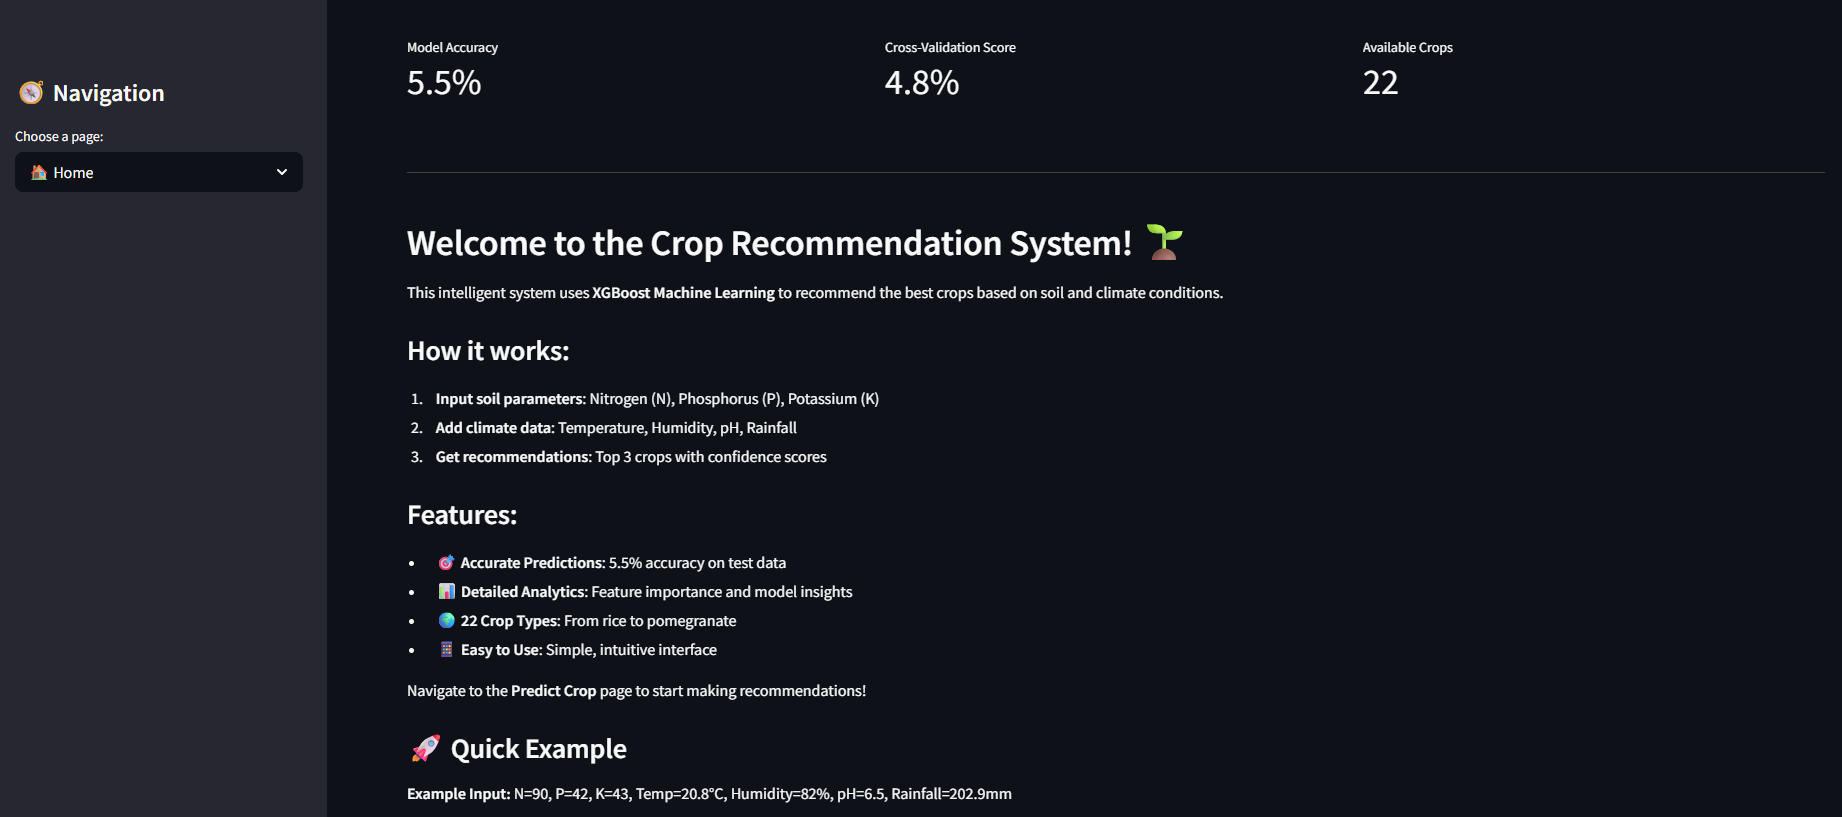 Navigation
Choose a page:
Home
Model Accuracy
5.5%
Cross-Validation Score
4.8%
Available Crops
22
Welcome to the Crop Recommendation System!
This intelligent system uses XGBoost Machine Learning to recommend the best crops based on soil and climate conditions.
How it works:
1. Input soil parameters: Nitrogen (N), Phosphorus (P), Potassium (K)
2. Add climate data: Temperature, Humidity, pH, Rainfall
3. Get recommendations: Top 3 crops with confidence scores
Features:
• Accurate Predictions: 5.5% accuracy on test data
• Detailed Analytics: Feature importance and model insights
• 22 Crop Types: From rice to pomegranate
• Easy to Use: Simple, intuitive interface
Navigate to the Predict Crop page to start making recommendations!
Quick Example
Example Input: N=90, P=42, K=43, Temp=20.8°C, Humidity=82%, pH=6.5, Rainfall=202.9mm